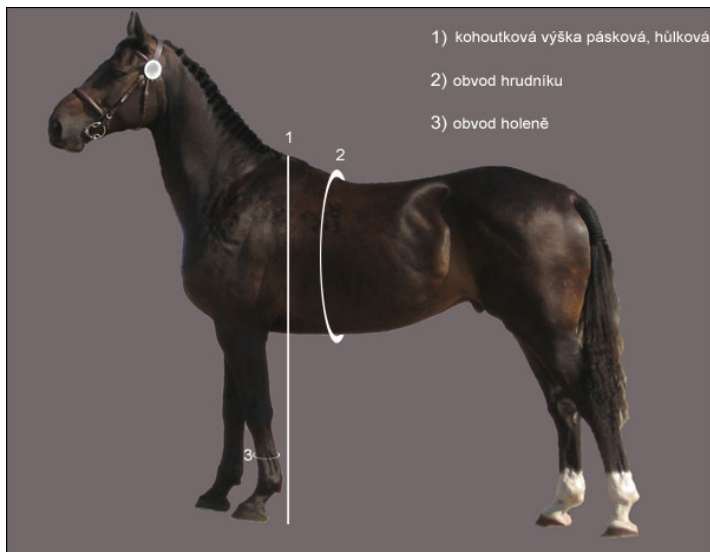 1) kohoutková výška pásková, hůlková
2) obvod hrudníku
3) obvod holeně
1
2
3